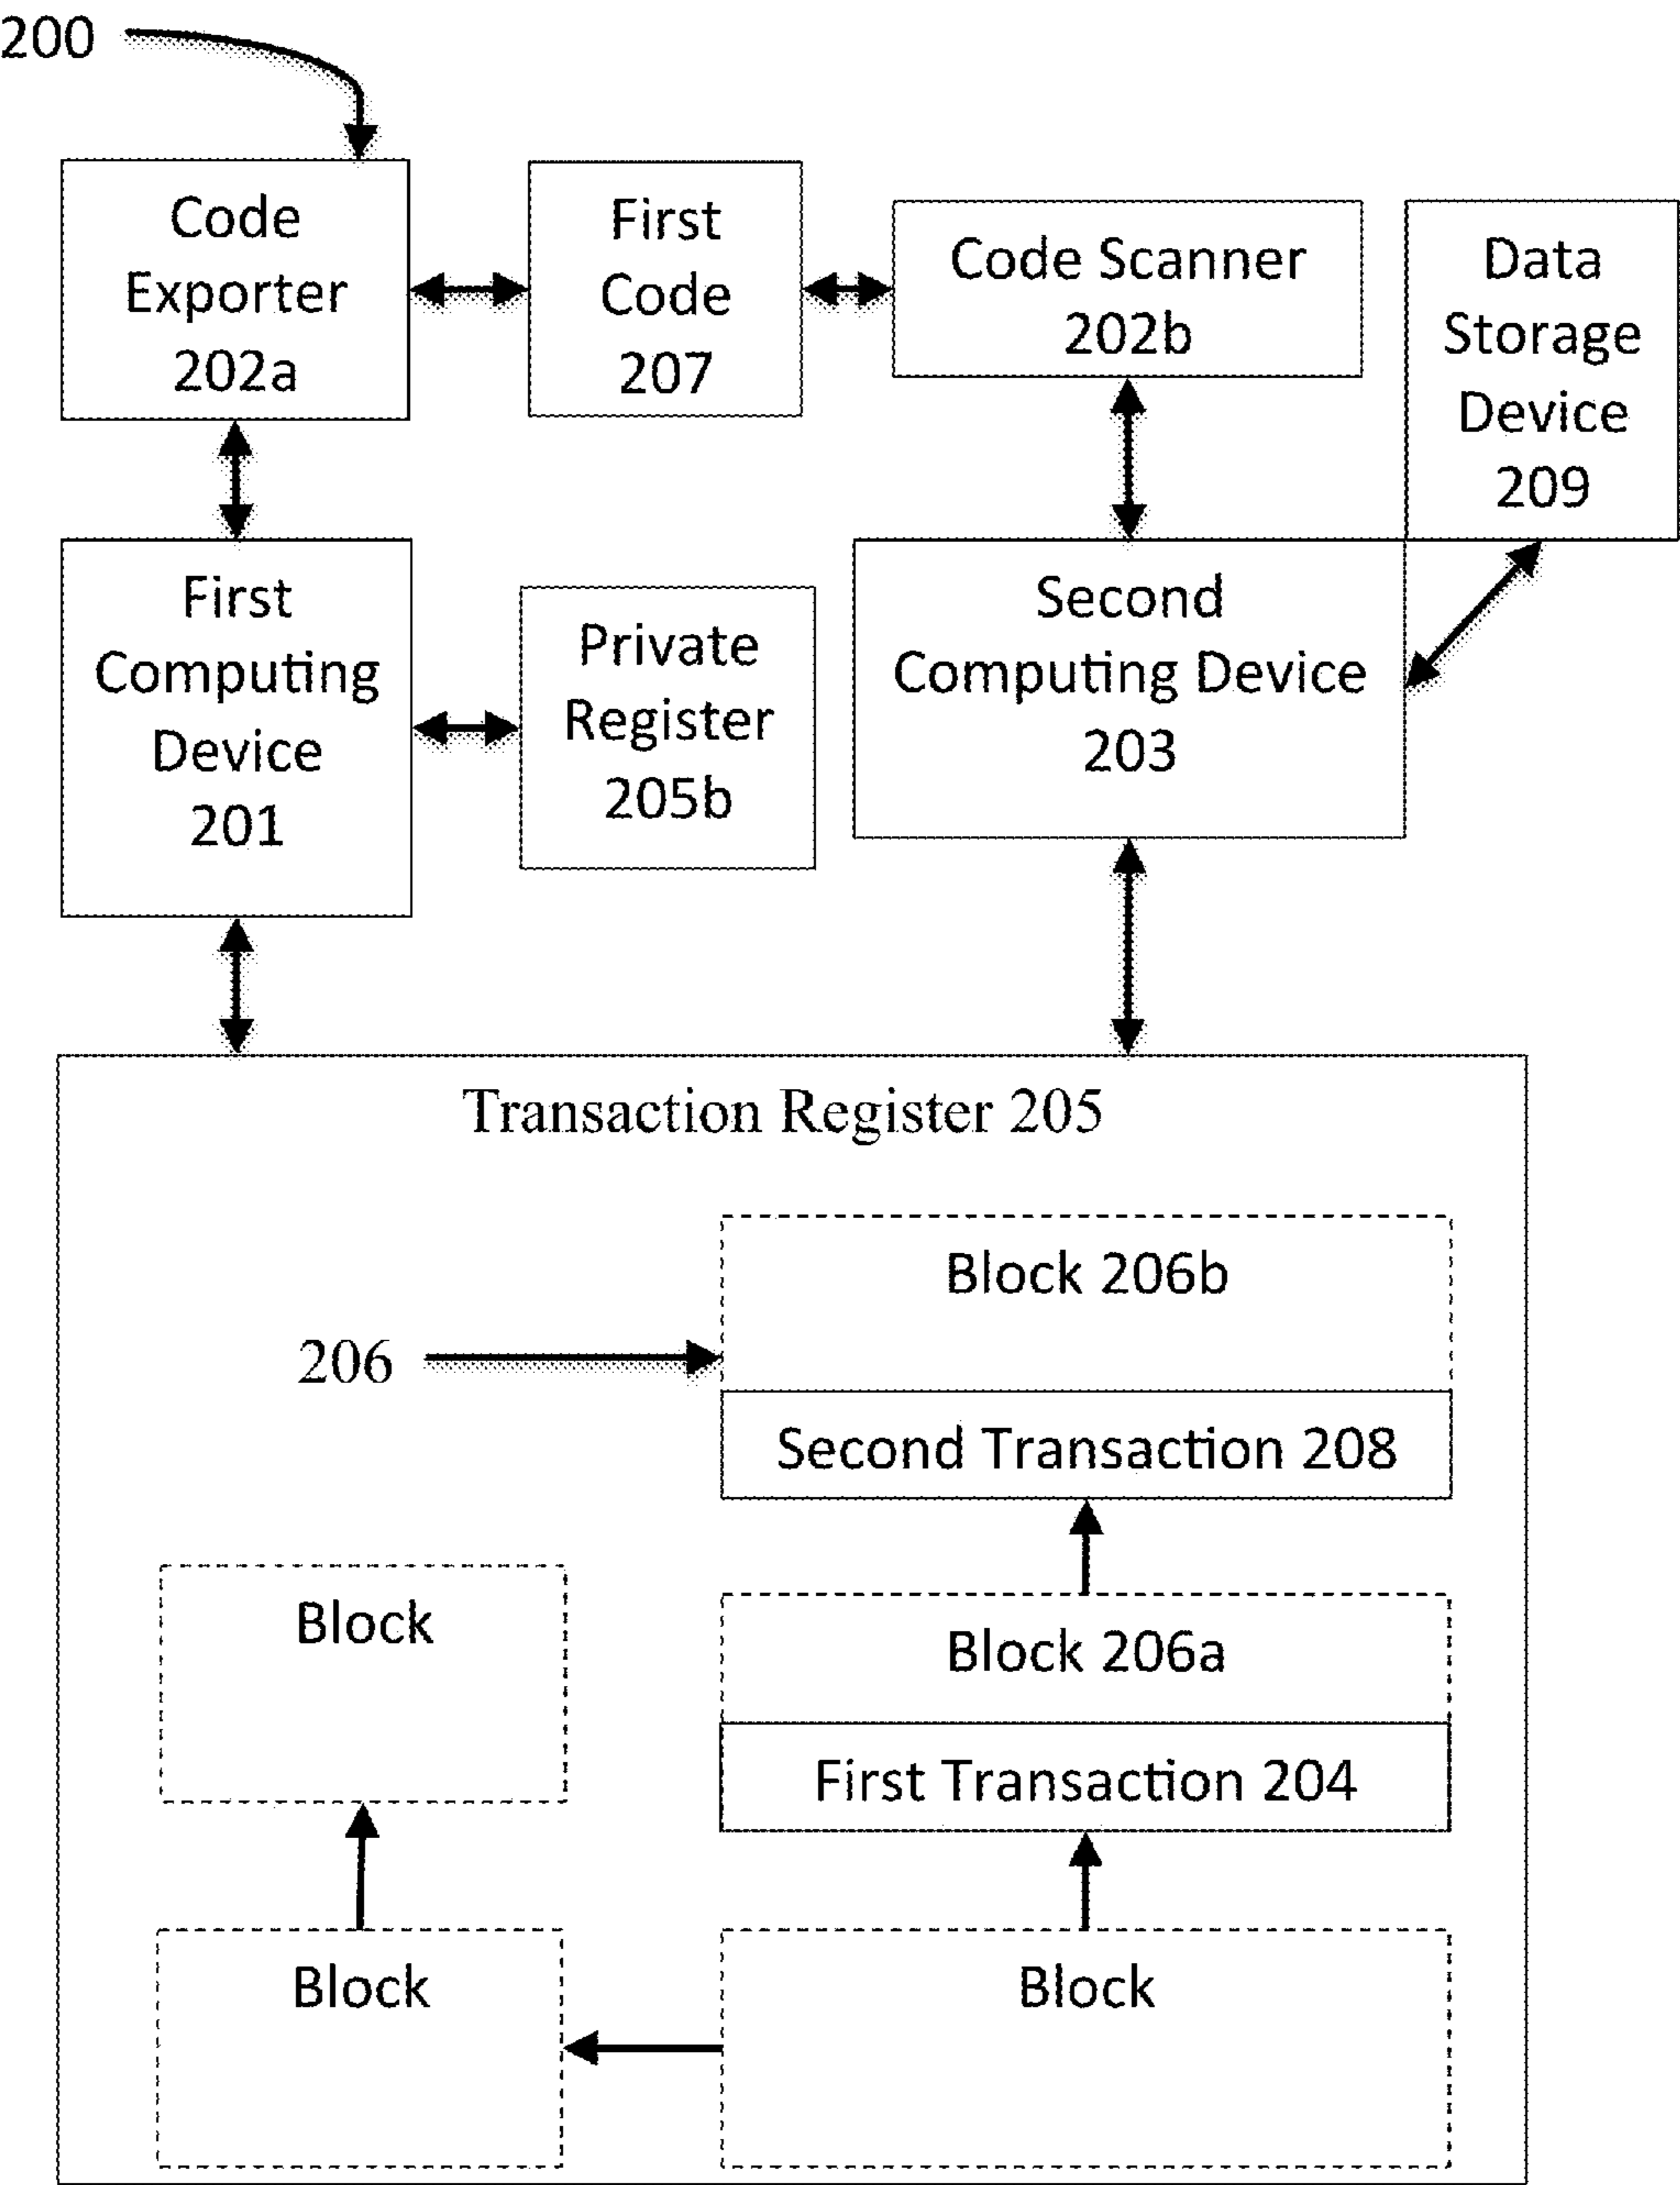 200
Code
Exporter
202a
First
Code
207
Code Scanner
202b
Data
Storage
Device
209
First
Computing
Device
201
Private
Register
205b
Second
Computing Device
203
Transaction Register 205
Block 206b
206
Second Transaction 208
Block
Block 206a
First Transaction 204
Block
Block